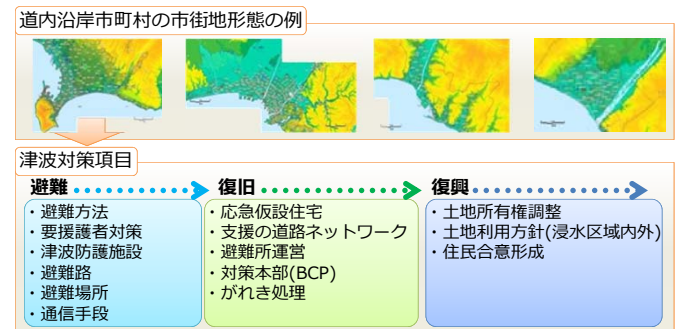 道内沿岸市町村の市街地形態の例
津波対策項目
避難
・避難方法
・要援護者対策
・津波防護施設
・避難路
・避難場所
・通信手段
復旧
・応急仮設住宅
・支援の道路ネットワーク
・避難所運営
・対策本部(BCP)
・がれき処理
復興
・土地所有権調整
・土地利用方針(浸水区域内外)
・住民合意形成